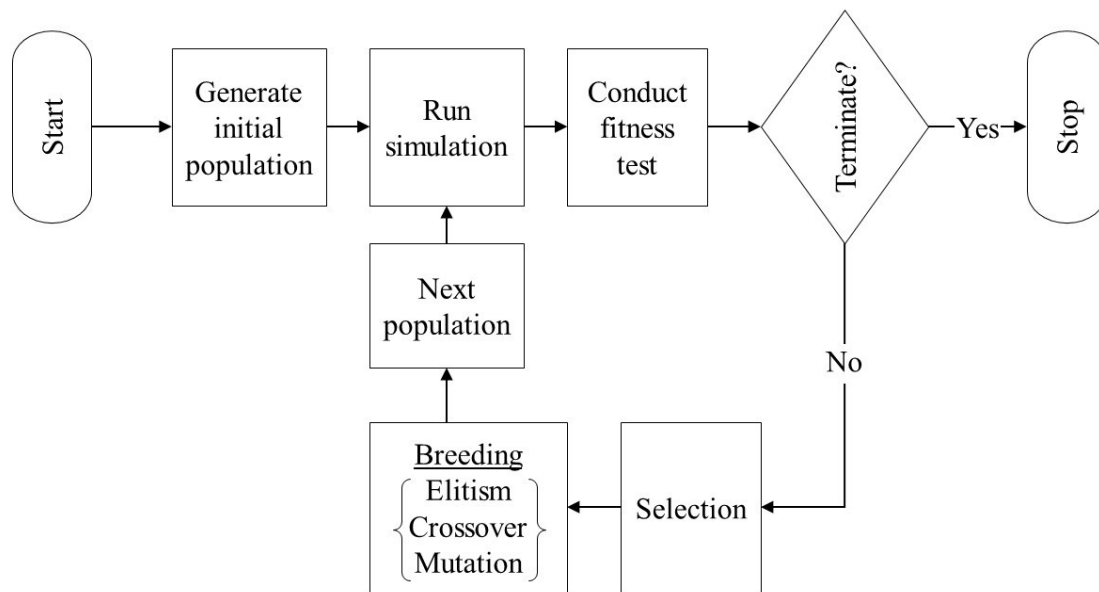 Start
Generate
initial
population
Run
simulation
Conduct
fitness
test
Terminate?
Yes
Stop
No
Next
population
Breeding
Elitism
Crossover
Mutation
Selection